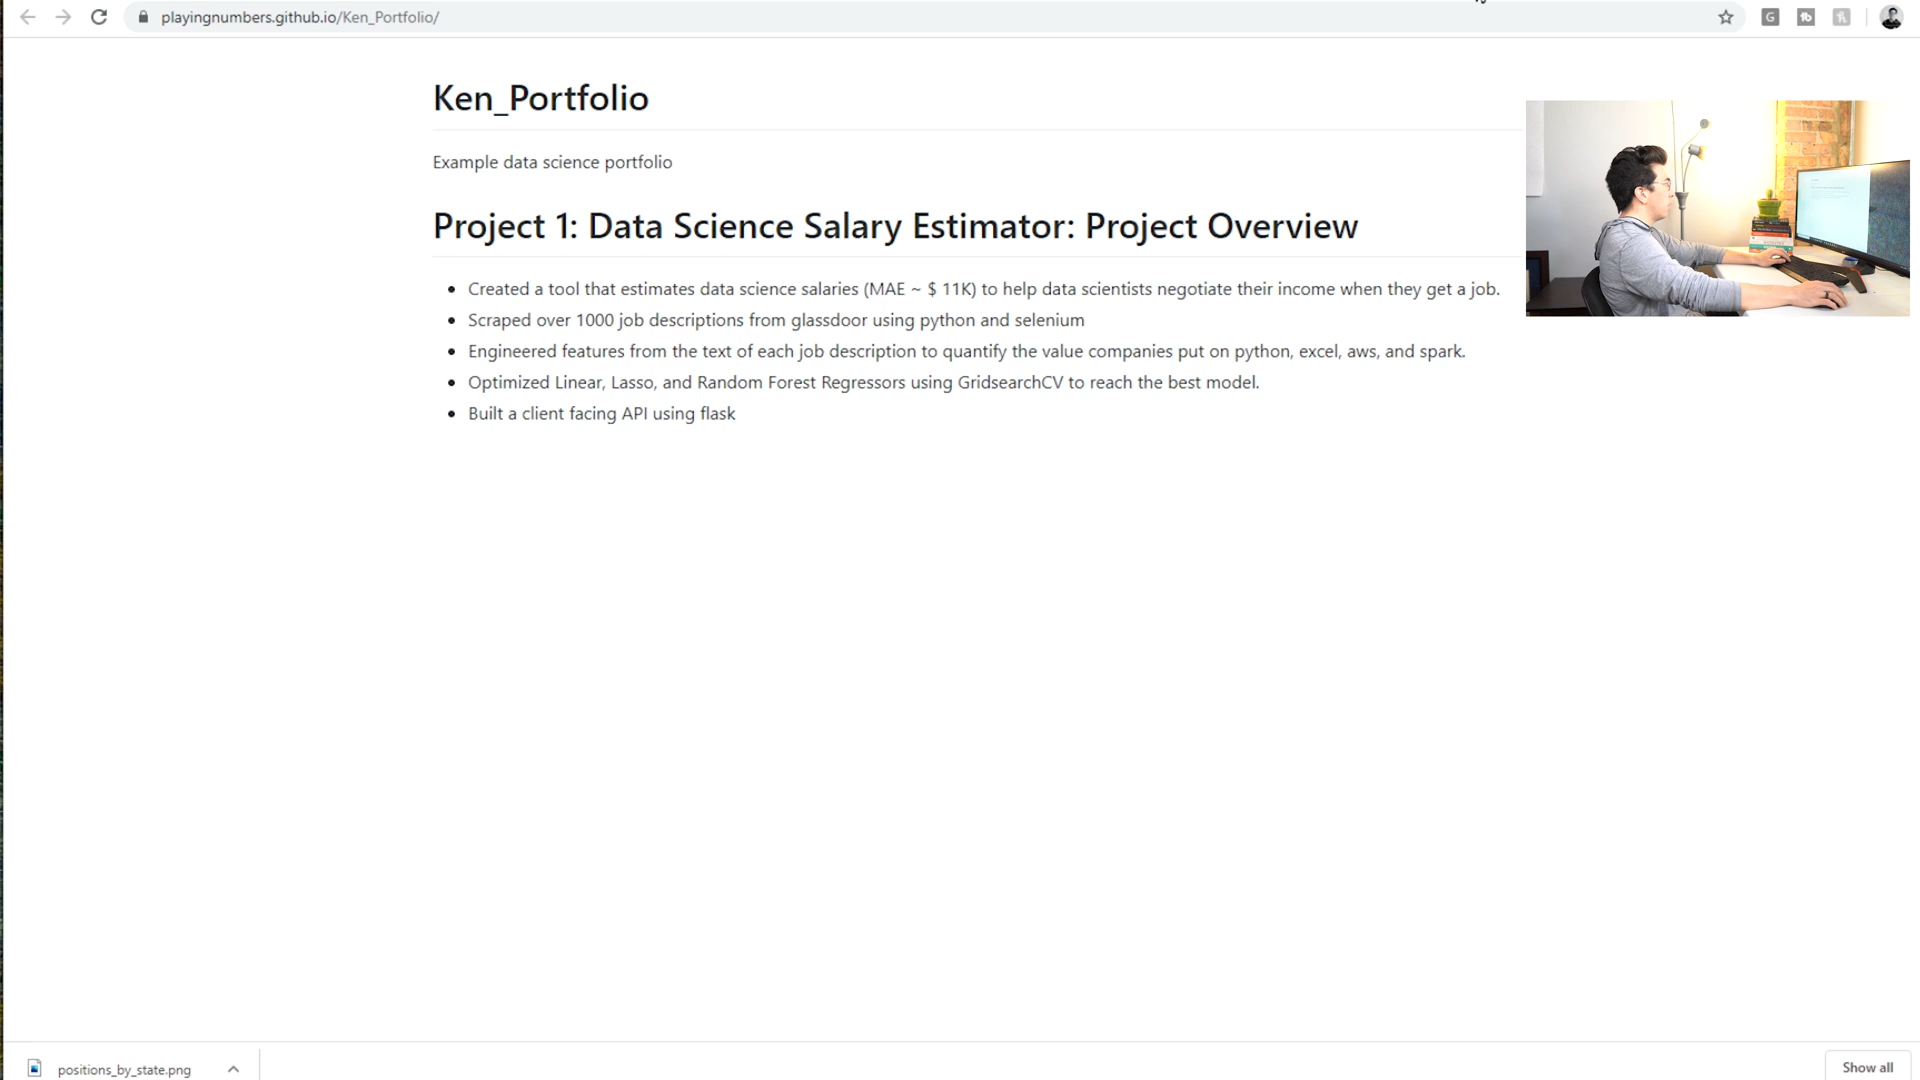 playingnumbers.github.io/Ken_Portfolio/
Ken_Portfolio
Example data science portfolio
Project 1: Data Science Salary Estimator: Project Overview
Created a tool that estimates data science salaries (MAE ~ $ 11K) to help data scientists negotiate their income when they get a job.
Scraped over 1000 job descriptions from glassdoor using python and selenium
Engineered features from the text of each job description to quantify the value companies put on python, excel, aws, and spark.
Optimized Linear, Lasso, and Random Forest Regressors using GridsearchCV to reach the best model.
Built a client facing API using flask
positions_by_state.png
Show all